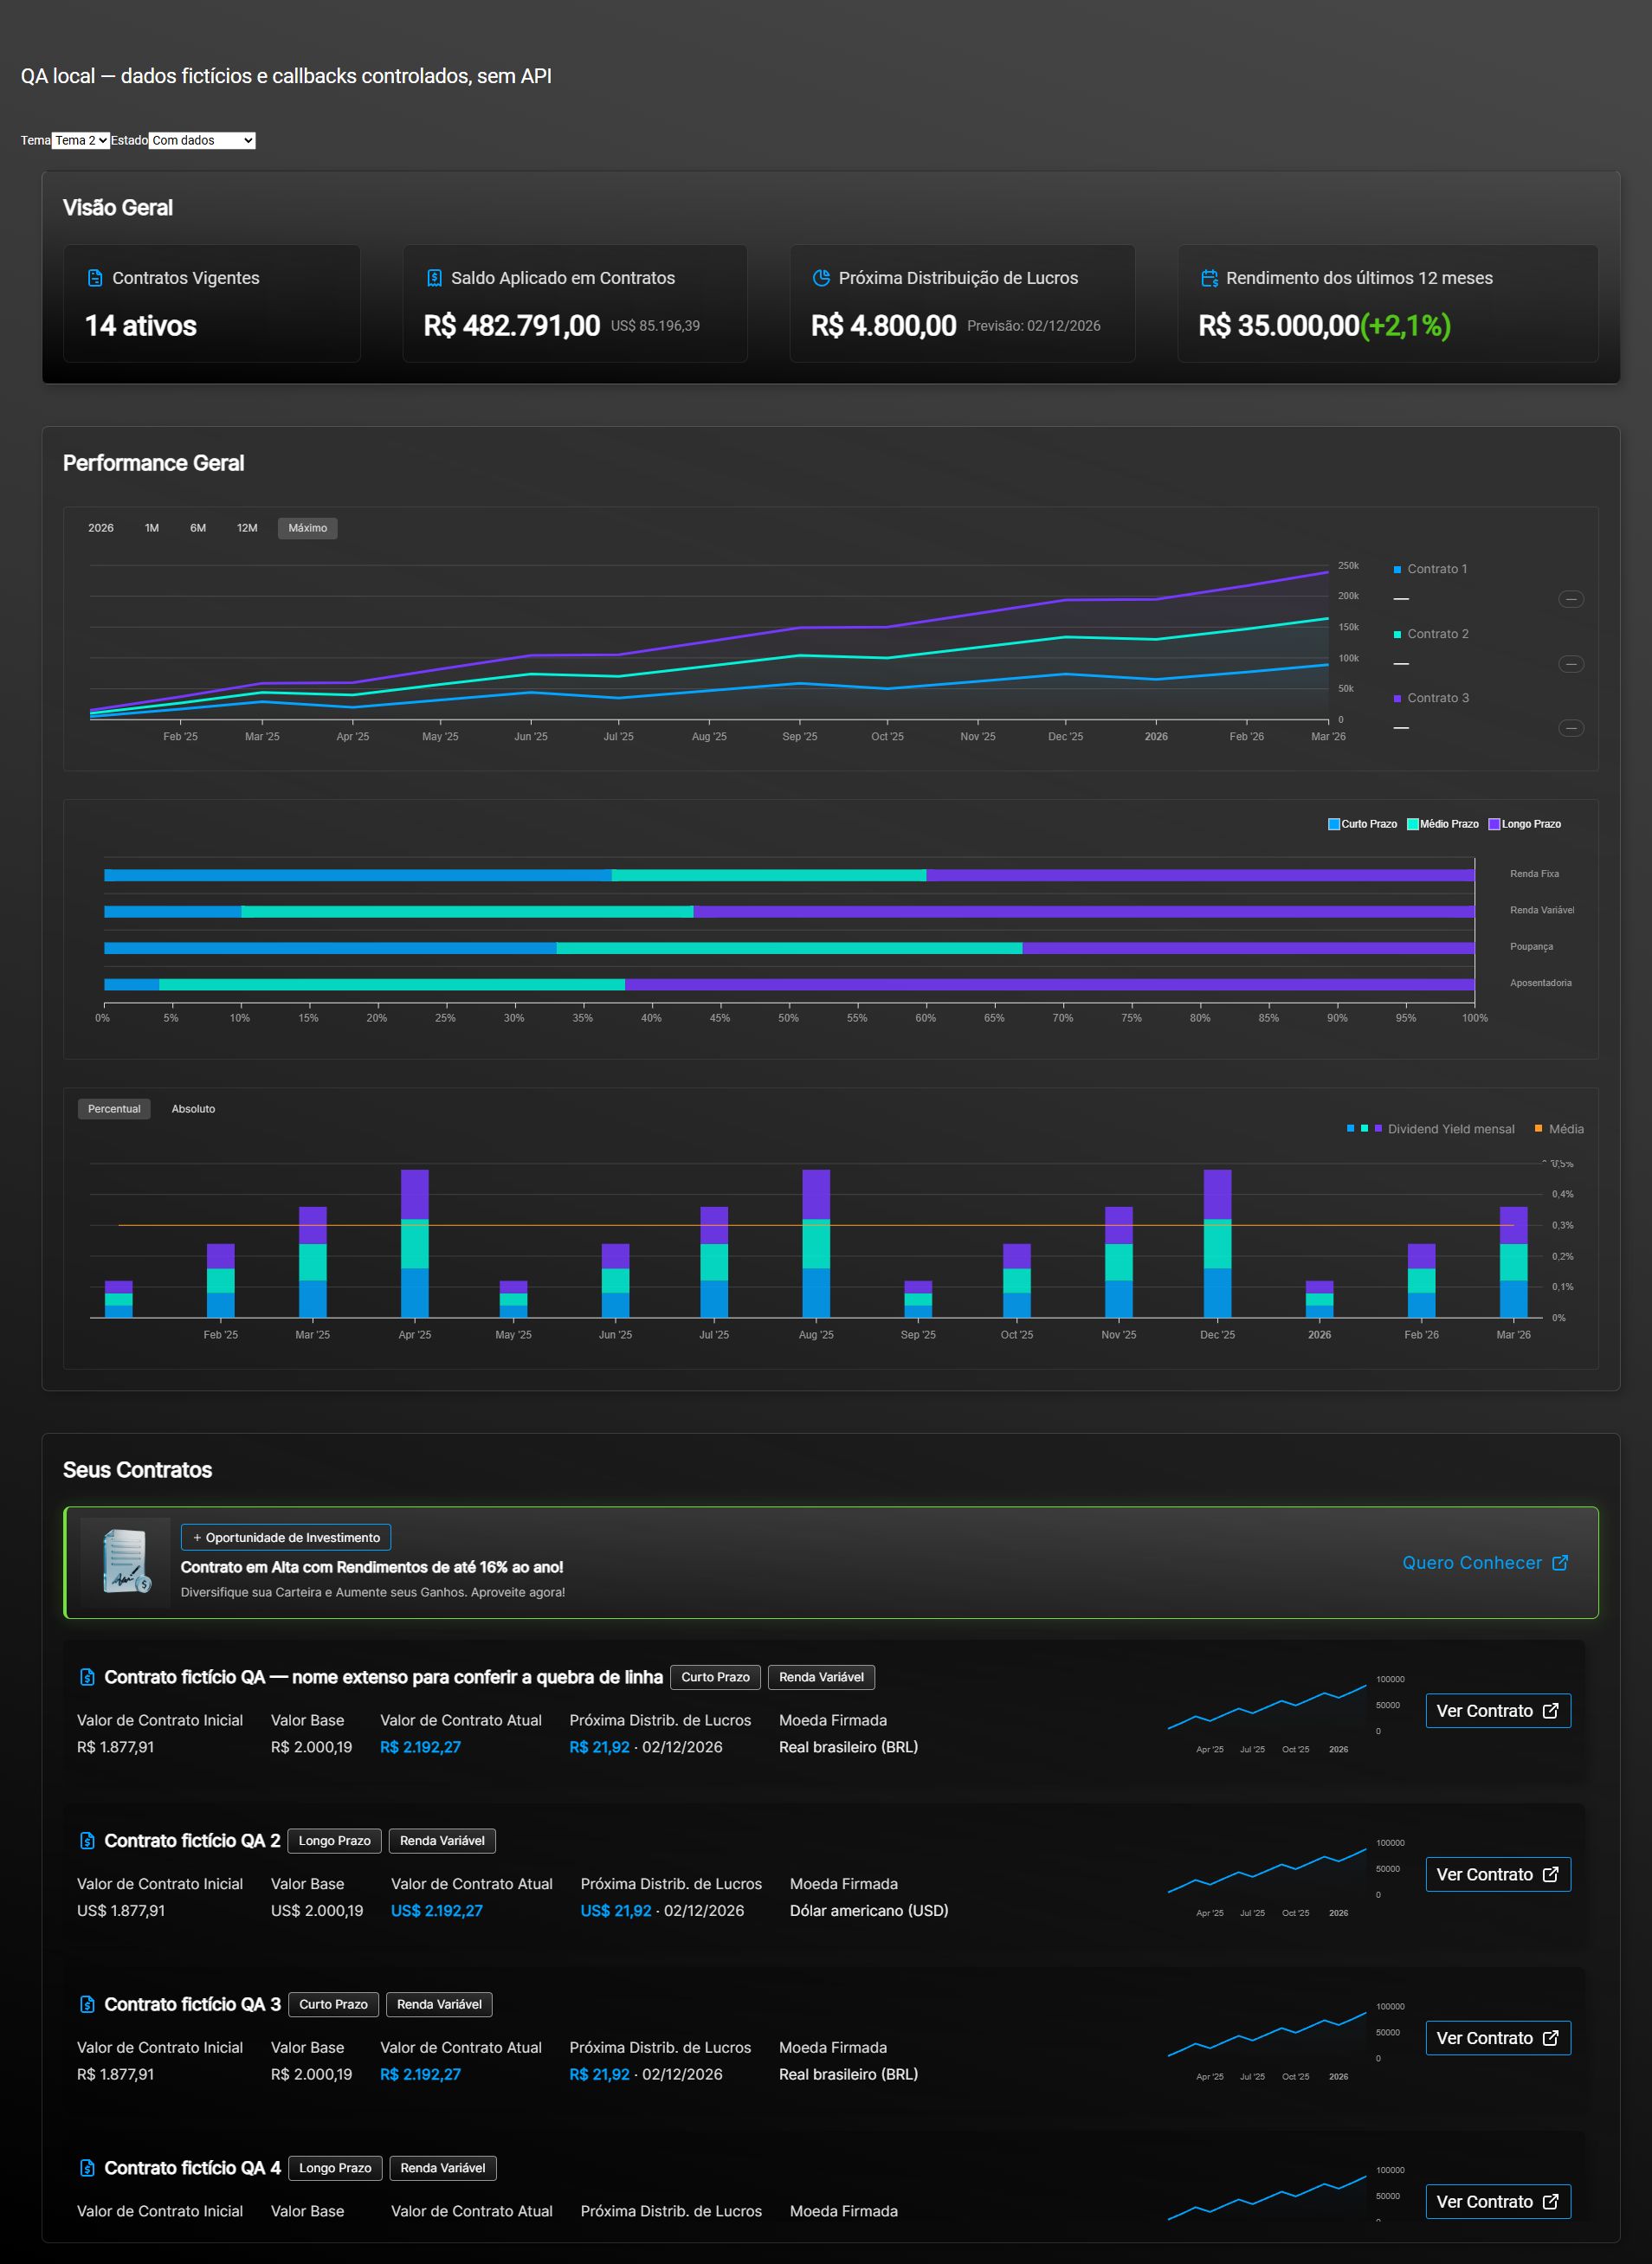 QA local — dados fictícios e callbacks controlados, sem API
Tema Tema 2 Estado Com dados
Visão Geral
Contratos Vigentes
14 ativos
Saldo Aplicado em Contratos
R$ 482.791,00 US$ 85.196,39
Próxima Distribuição de Lucros
R$ 4.800,00 Previsão: 02/12/2026
Rendimento dos últimos 12 meses
R$ 35.000,00(+2,1%)
Performance Geral
2026 1M 6M 12M Máximo
250k
200k
150k
100k
50k
0
Feb '25 Mar '25 Apr '25 May '25 Jun '25 Jul '25 Aug '25 Sep '25 Oct '25 Nov '25 Dec '25 2026 Feb '26 Mar '26
Contrato 1
— —
Contrato 2
— —
Contrato 3
— —
Curto Prazo Médio Prazo Longo Prazo
Renda Fixa
Renda Variável
Poupança
Aposentadoria
0% 5% 10% 15% 20% 25% 30% 35% 40% 45% 50% 55% 60% 65% 70% 75% 80% 85% 90% 95% 100%
Percentual Absoluto
Dividend Yield mensal Média
0,5%
0,4%
0,3%
0,2%
0,1%
0%
Feb '25 Mar '25 Apr '25 May '25 Jun '25 Jul '25 Aug '25 Sep '25 Oct '25 Nov '25 Dec '25 2026 Feb '26 Mar '26
Seus Contratos
+ Oportunidade de Investimento
Contrato em Alta com Rendimentos de até 16% ao ano!
Diversifique sua Carteira e Aumente seus Ganhos. Aproveite agora!
Quero Conhecer
Contrato fictício QA — nome extenso para conferir a quebra de linha Curto Prazo Renda Variável
Valor de Contrato Inicial Valor Base Valor de Contrato Atual Próxima Distrib. de Lucros Moeda Firmada
R$ 1.877,91 R$ 2.000,19 R$ 2.192,27 R$ 21,92 · 02/12/2026 Real brasileiro (BRL)
100000
50000
0
Apr '25 Jul '25 Oct '25 2026
Ver Contrato
Contrato fictício QA 2 Longo Prazo Renda Variável
Valor de Contrato Inicial Valor Base Valor de Contrato Atual Próxima Distrib. de Lucros Moeda Firmada
US$ 1.877,91 US$ 2.000,19 US$ 2.192,27 US$ 21,92 · 02/12/2026 Dólar americano (USD)
100000
50000
0
Apr '25 Jul '25 Oct '25 2026
Ver Contrato
Contrato fictício QA 3 Curto Prazo Renda Variável
Valor de Contrato Inicial Valor Base Valor de Contrato Atual Próxima Distrib. de Lucros Moeda Firmada
R$ 1.877,91 R$ 2.000,19 R$ 2.192,27 R$ 21,92 · 02/12/2026 Real brasileiro (BRL)
100000
50000
0
Apr '25 Jul '25 Oct '25 2026
Ver Contrato
Contrato fictício QA 4 Longo Prazo Renda Variável
Valor de Contrato Inicial Valor Base Valor de Contrato Atual Próxima Distrib. de Lucros Moeda Firmada
100000
50000
Ver Contrato